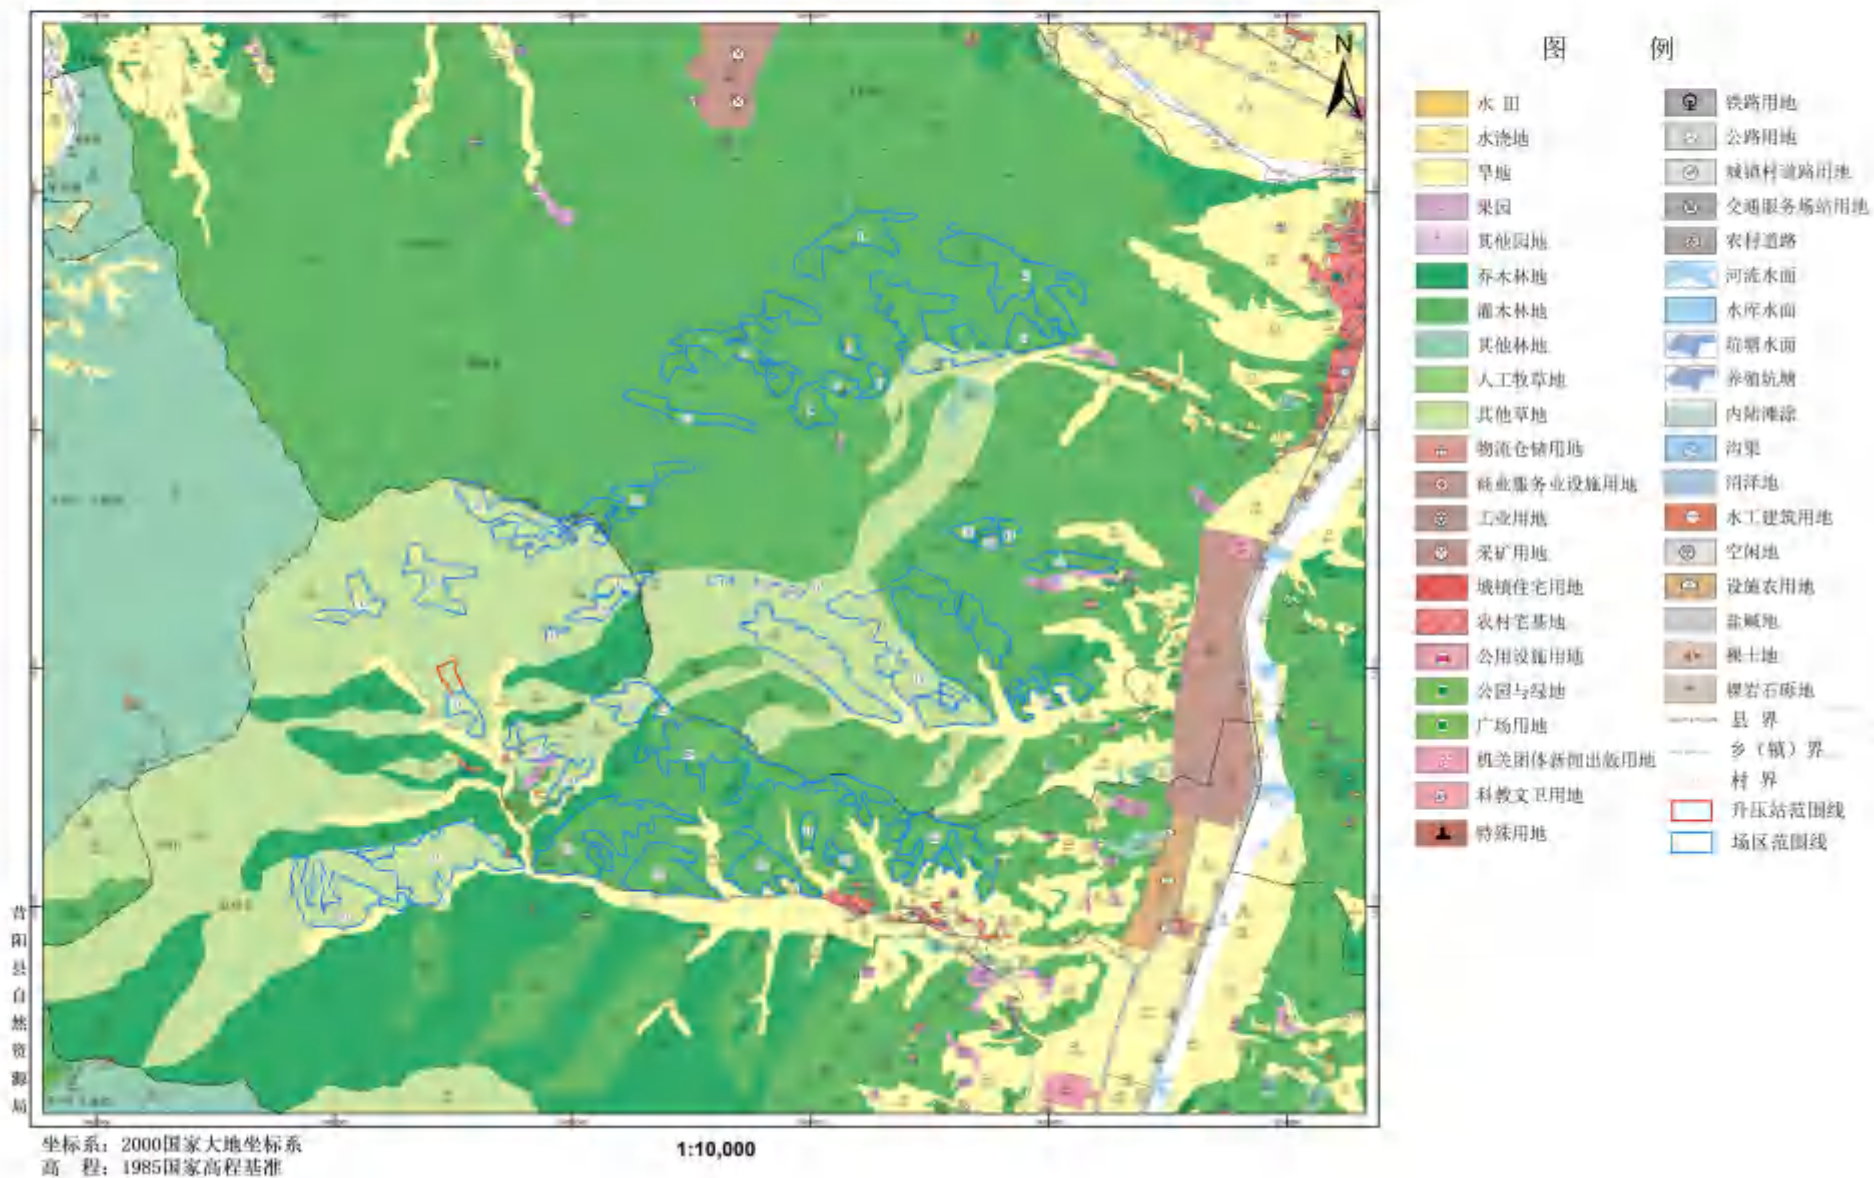 N
图 例
水 田
水浇地
旱地
果园
其他园地
乔木林地
灌木林地
其他林地
人工牧草地
其他草地
物流仓储用地
商业服务业设施用地
工业用地
采矿用地
城镇住宅用地
农村宅基地
公用设施用地
公园与绿地
广场用地
机关团体新闻出版用地
科教文卫用地
特殊用地
铁路用地
公路用地
城镇村道路用地
交通服务场站用地
农村道路
河流水面
水库水面
坑塘水面
养殖坑塘
内陆滩涂
沟渠
沼泽地
水工建筑用地
空闲地
设施农用地
盐碱地
裸土地
裸岩石砾地
县 界
乡（镇）界
村 界
升压站范围线
场区范围线
昔阳县自然资源局
坐标系：2000国家大地坐标系
高 程：1985国家高程基准
1:10,000